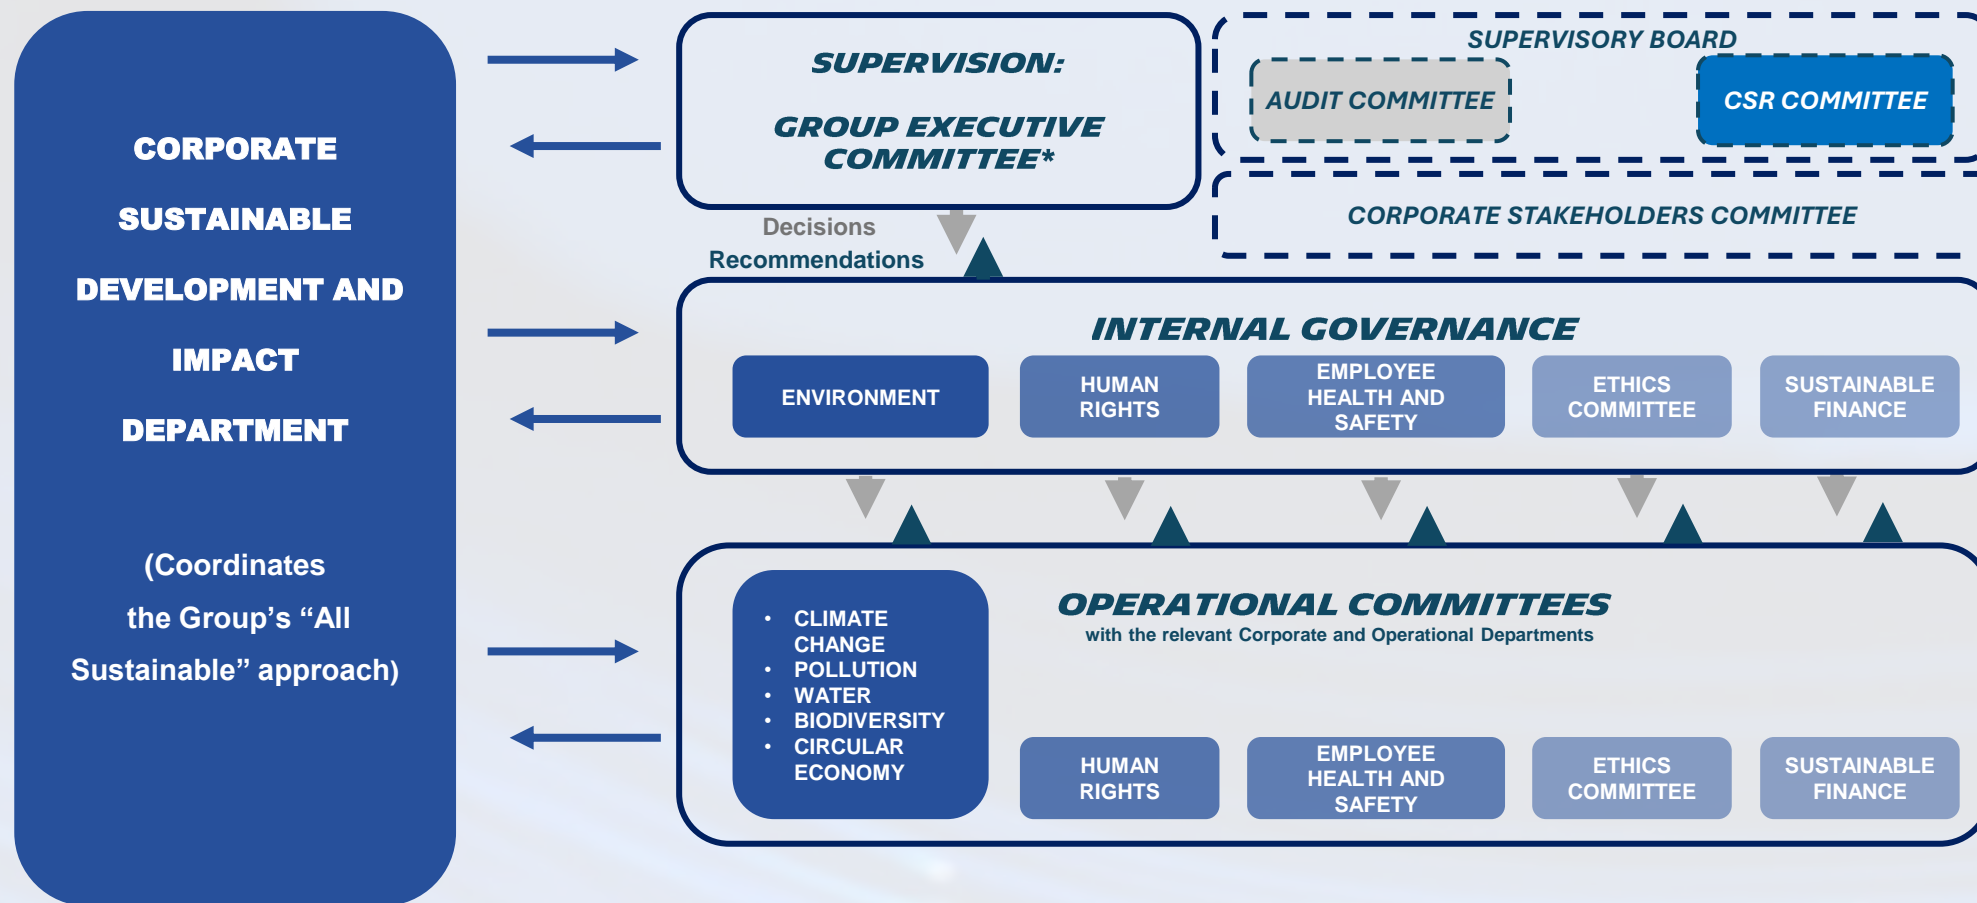 CORPORATE
SUSTAINABLE
DEVELOPMENT AND
IMPACT
DEPARTMENT
(Coordinates
the Group’s “All
Sustainable” approach)
SUPERVISION:
GROUP EXECUTIVE
COMMITTEE*
SUPERVISORY BOARD
AUDIT COMMITTEE
CSR COMMITTEE
CORPORATE STAKEHOLDERS COMMITTEE
Decisions
Recommendations
INTERNAL GOVERNANCE
ENVIRONMENT
HUMAN
RIGHTS
EMPLOYEE
HEALTH AND
SAFETY
ETHICS
COMMITTEE
SUSTAINABLE
FINANCE
OPERATIONAL COMMITTEES
with the relevant Corporate and Operational Departments
• CLIMATE
CHANGE
• POLLUTION
• WATER
• BIODIVERSITY
• CIRCULAR
ECONOMY
HUMAN
RIGHTS
EMPLOYEE
HEALTH AND
SAFETY
ETHICS
COMMITTEE
SUSTAINABLE
FINANCE